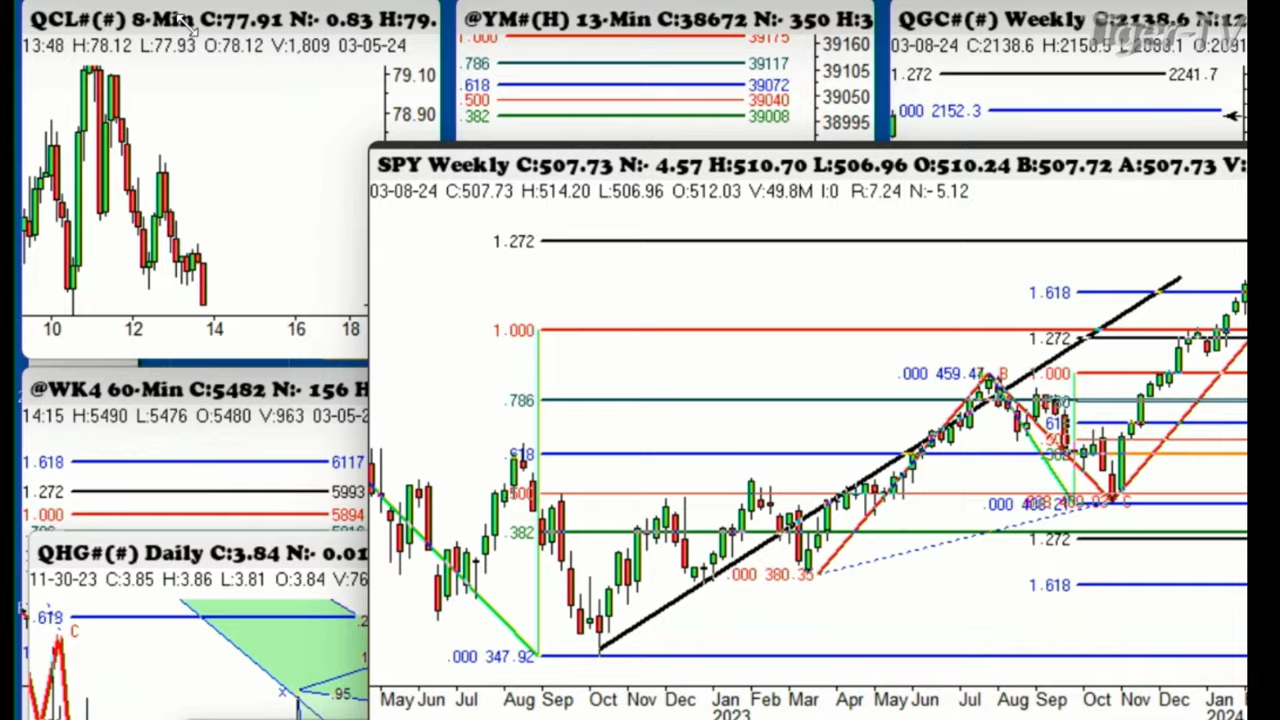 QCL#(#) 8-Min C:77.91 N:- 0.83 H:79.
13:48 H:78.12 L:77.93 O:78.12 V:1,809 03-05-24
79.10
78.90
10 12 14 16 18
@YM#(H) 13-Min C:38672 N:- 350 H:3
1.000 39175
.786 39117
.618 39072
.500 39040
.382 39008
39160
39105
39050
38995
QGC#(#) Weekly C:2138.6 N:12
Tiger-TV
03-08-24 C:2138.6 H:2150.5 L:2083.1 O:2091
1.272 2241.7
.000 2152.3
SPY Weekly C:507.73 N:- 4.57 H:510.70 L:506.96 O:510.24 B:507.72 A:507.73 V:
03-08-24 C:507.73 H:514.20 L:506.96 O:512.03 V:49.8M I:0 R:7.24 N:-5.12
1.272
1.618
1.000
1.272
.000 459.47 B 1.000
.786
.618
.500
.382
.000 380.35
1.272
1.618
.000 347.92
May Jun Jul Aug Sep Oct Nov Dec Jan Feb Mar Apr May Jun Jul Aug Sep Oct Nov Dec Jan
2023 2024
@WK4 60-Min C:5482 N:- 156 H
14:15 H:5490 L:5476 O:5480 V:963 03-05-2
1.618 6117
1.272 5993
1.000 5894
QHG#(#) Daily C:3.84 N:- 0.01
11-30-23 C:3.85 H:3.86 L:3.81 O:3.84 V:76
.618
C
X
.95